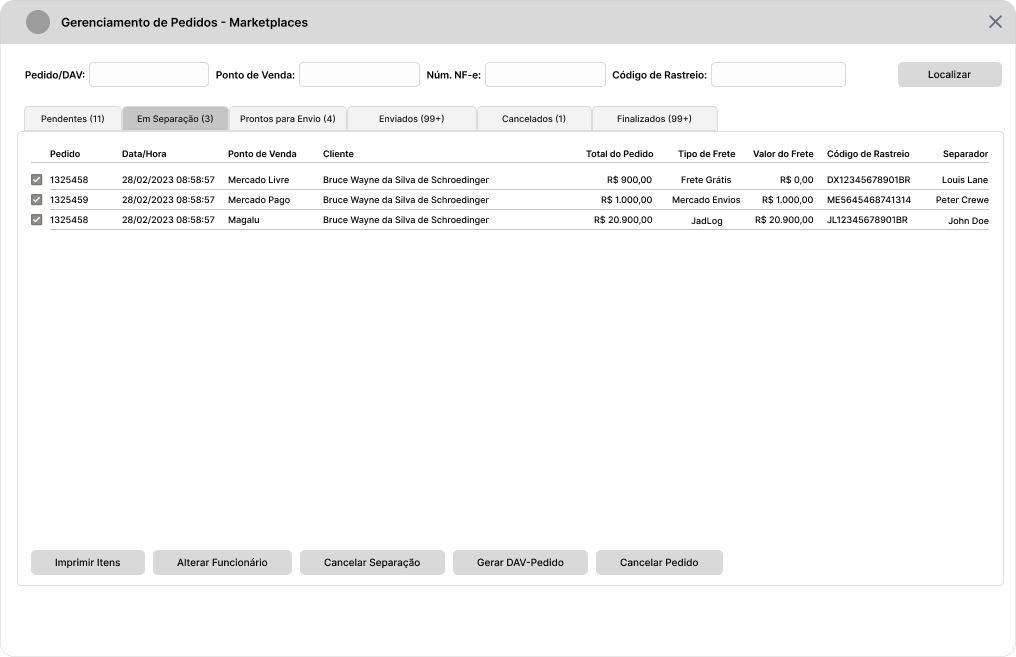 Gerenciamento de Pedidos - Marketplaces
Pedido/DAV: Ponto de Venda: Núm. NF-e: Código de Rastreio: Localizar
Pendentes (11) Em Separação (3) Prontos para Envio (4) Enviados (99+) Cancelados (1) Finalizados (99+)
Pedido Data/Hora Ponto de Venda Cliente Total do Pedido Tipo de Frete Valor do Frete Código de Rastreio Separador
1325458 28/02/2023 08:58:57 Mercado Livre Bruce Wayne da Silva de Schroedinger R$ 900,00 Frete Grátis R$ 0,00 DX12345678901BR Louis Lane
1325459 28/02/2023 08:58:57 Mercado Pago Bruce Wayne da Silva de Schroedinger R$ 1.000,00 Mercado Envios R$ 1.000,00 ME5645468741314 Peter Crewe
1325458 28/02/2023 08:58:57 Magalu Bruce Wayne da Silva de Schroedinger R$ 20.900,00 JadLog R$ 20.900,00 JL12345678901BR John Doe
Imprimir Itens Alterar Funcionário Cancelar Separação Gerar DAV-Pedido Cancelar Pedido